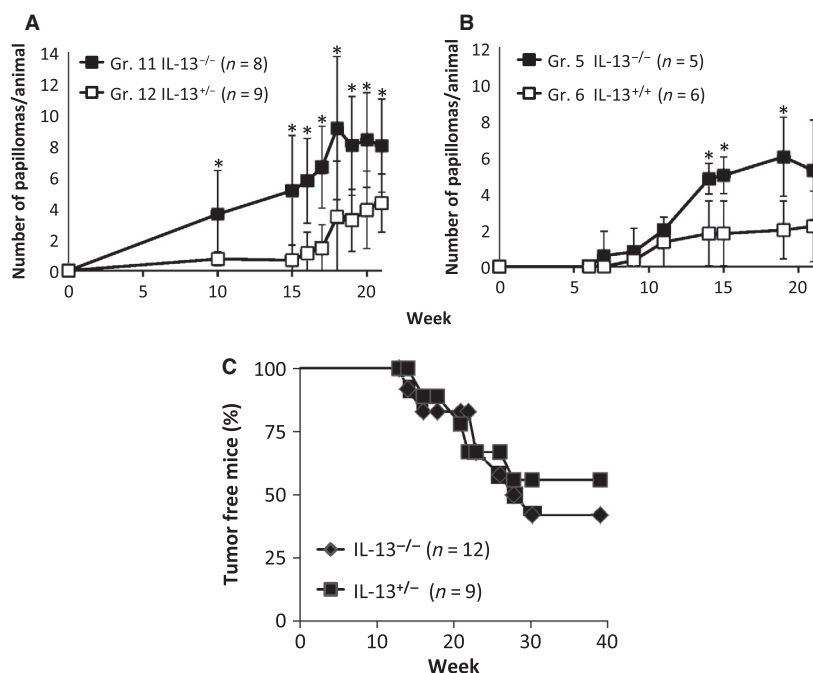 A
Number of papillomas/animal
14
12
10
8
6
4
2
0
Gr. 11 IL-13⁻/⁻ (n = 8)
Gr. 12 IL-13⁺/⁻ (n = 9)
* * * * * * * *
0 5 10 15 20
B
Number of papillomas/animal
12
10
8
6
4
2
0
Gr. 5 IL-13⁻/⁻ (n = 5)
Gr. 6 IL-13⁺/⁺ (n = 6)
* * *
0 5 10 15 20
Week
C
Tumor free mice (%)
100
75
50
25
0
IL-13⁻/⁻ (n = 12)
IL-13⁺/⁻ (n = 9)
0 10 20 30 40
Week